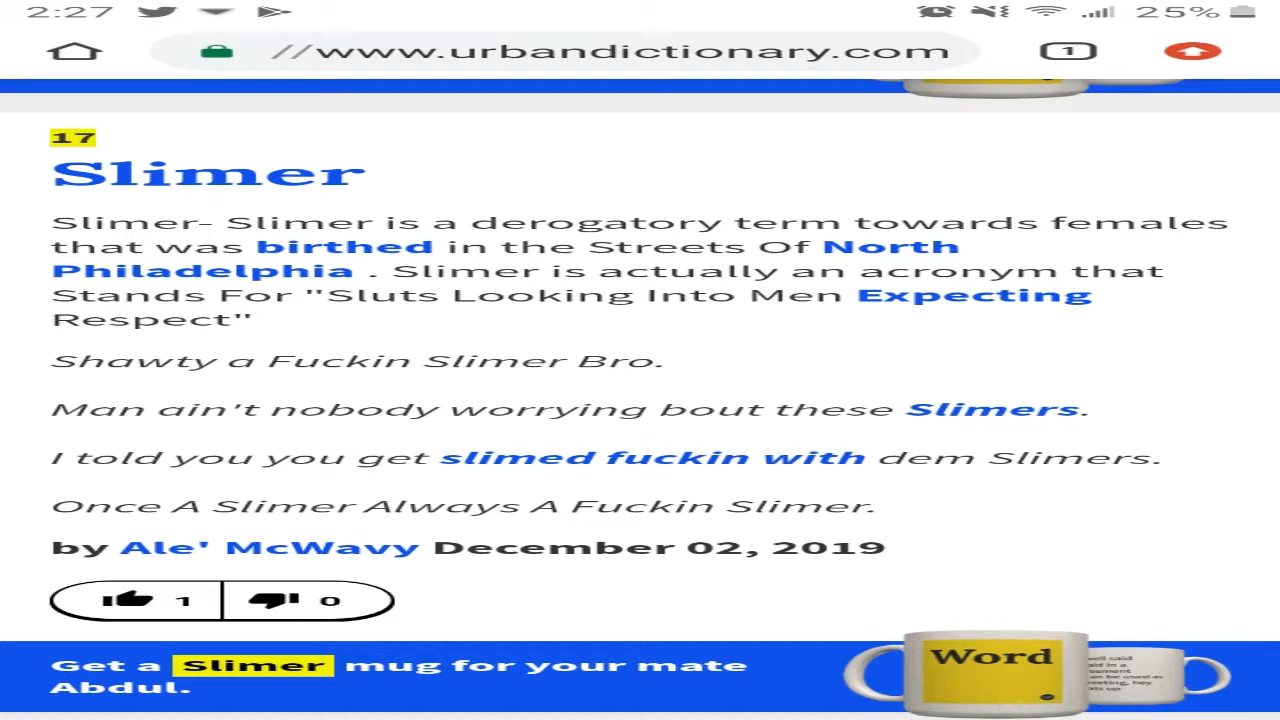 2:27 25%
//www.urbandictionary.com 1
17
Slimer
Slimer- Slimer is a derogatory term towards females
that was birthed in the Streets Of North
Philadelphia . Slimer is actually an acronym that
Stands For "Sluts Looking Into Men Expecting
Respect"
Shawty a Fuckin Slimer Bro.
Man ain't nobody worrying bout these Slimers.
I told you you get slimed fuckin with dem Slimers.
Once A Slimer Always A Fuckin Slimer.
by Ale' McWavy December 02, 2019
1 0
Get a Slimer mug for your mate
Abdul.
Word